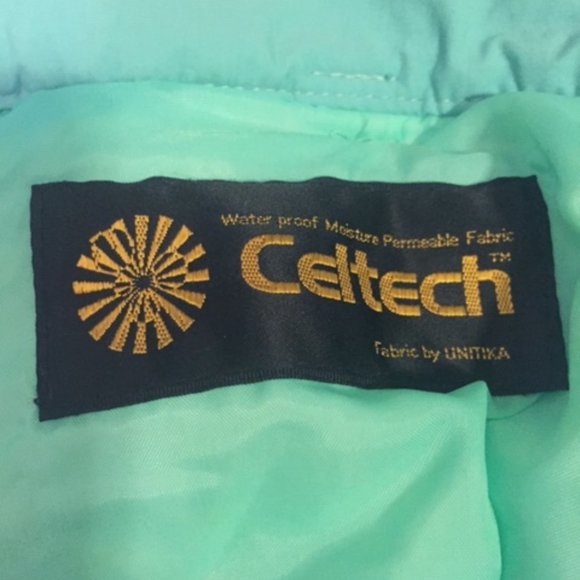 Water proof Moisture Permeable Fabric
Celtech™
Fabric by UNITIKA